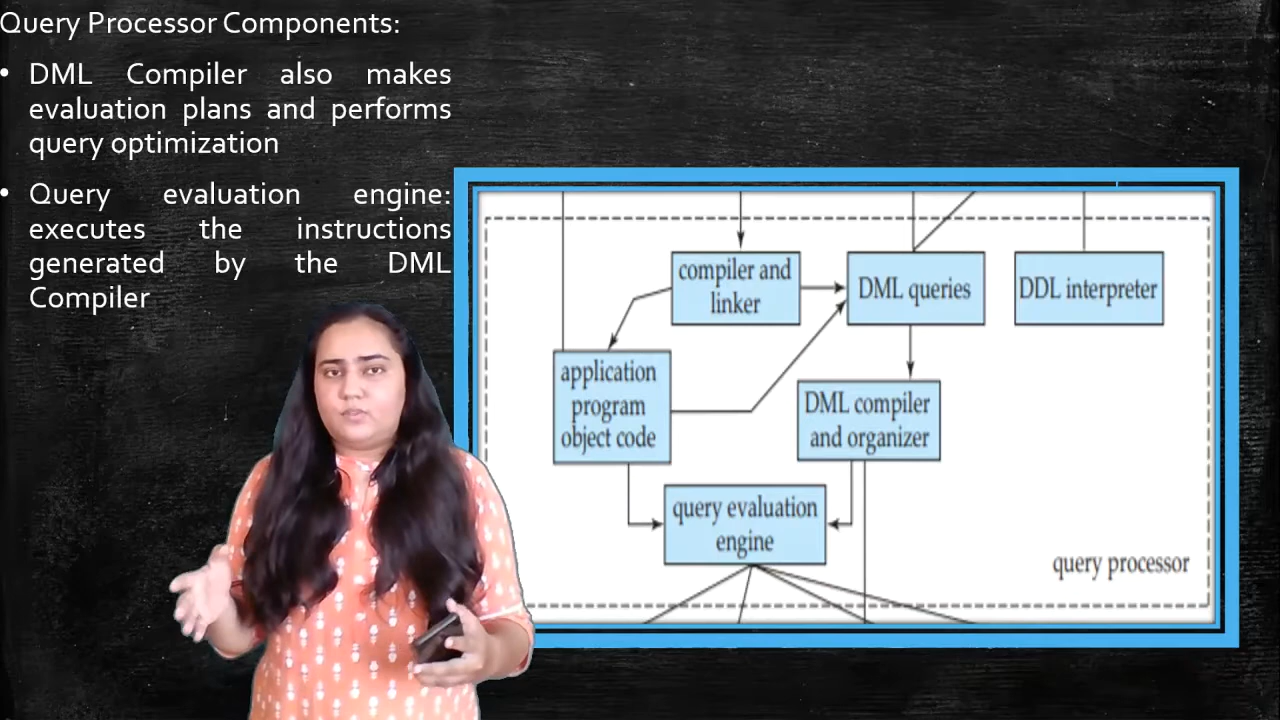 Query Processor Components:
• DML Compiler also makes
evaluation plans and performs
query optimization
• Query evaluation engine:
executes the instructions
generated by the DML
Compiler
compiler and
linker
DML queries
DDL interpreter
application
program
object code
DML compiler
and organizer
query evaluation
engine
query processor